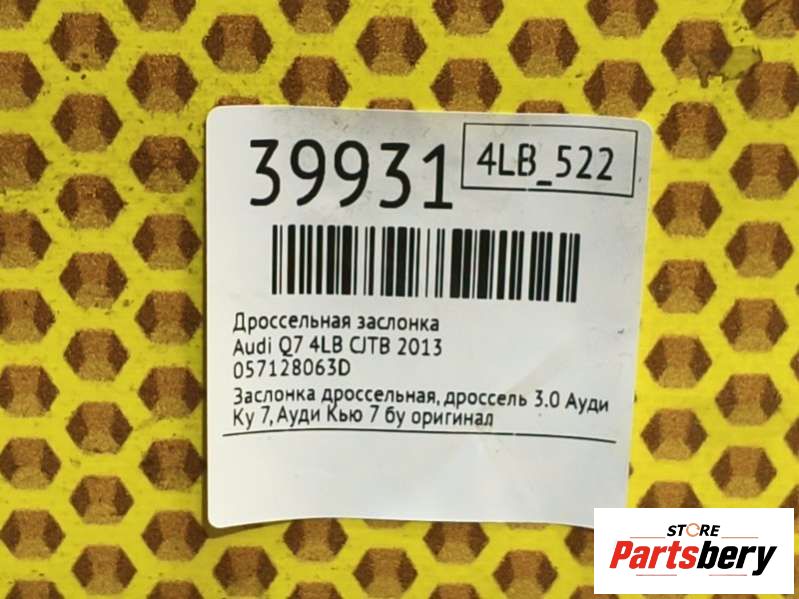 39931
4LB_522
Дроссельная заслонка
Audi Q7 4LB CJTB 2013
057128063D
Заслонка дроссельная, дроссель 3.0 Ауди
Ку 7, Ауди Кью 7 бу оригинал
STORE
Partsbery